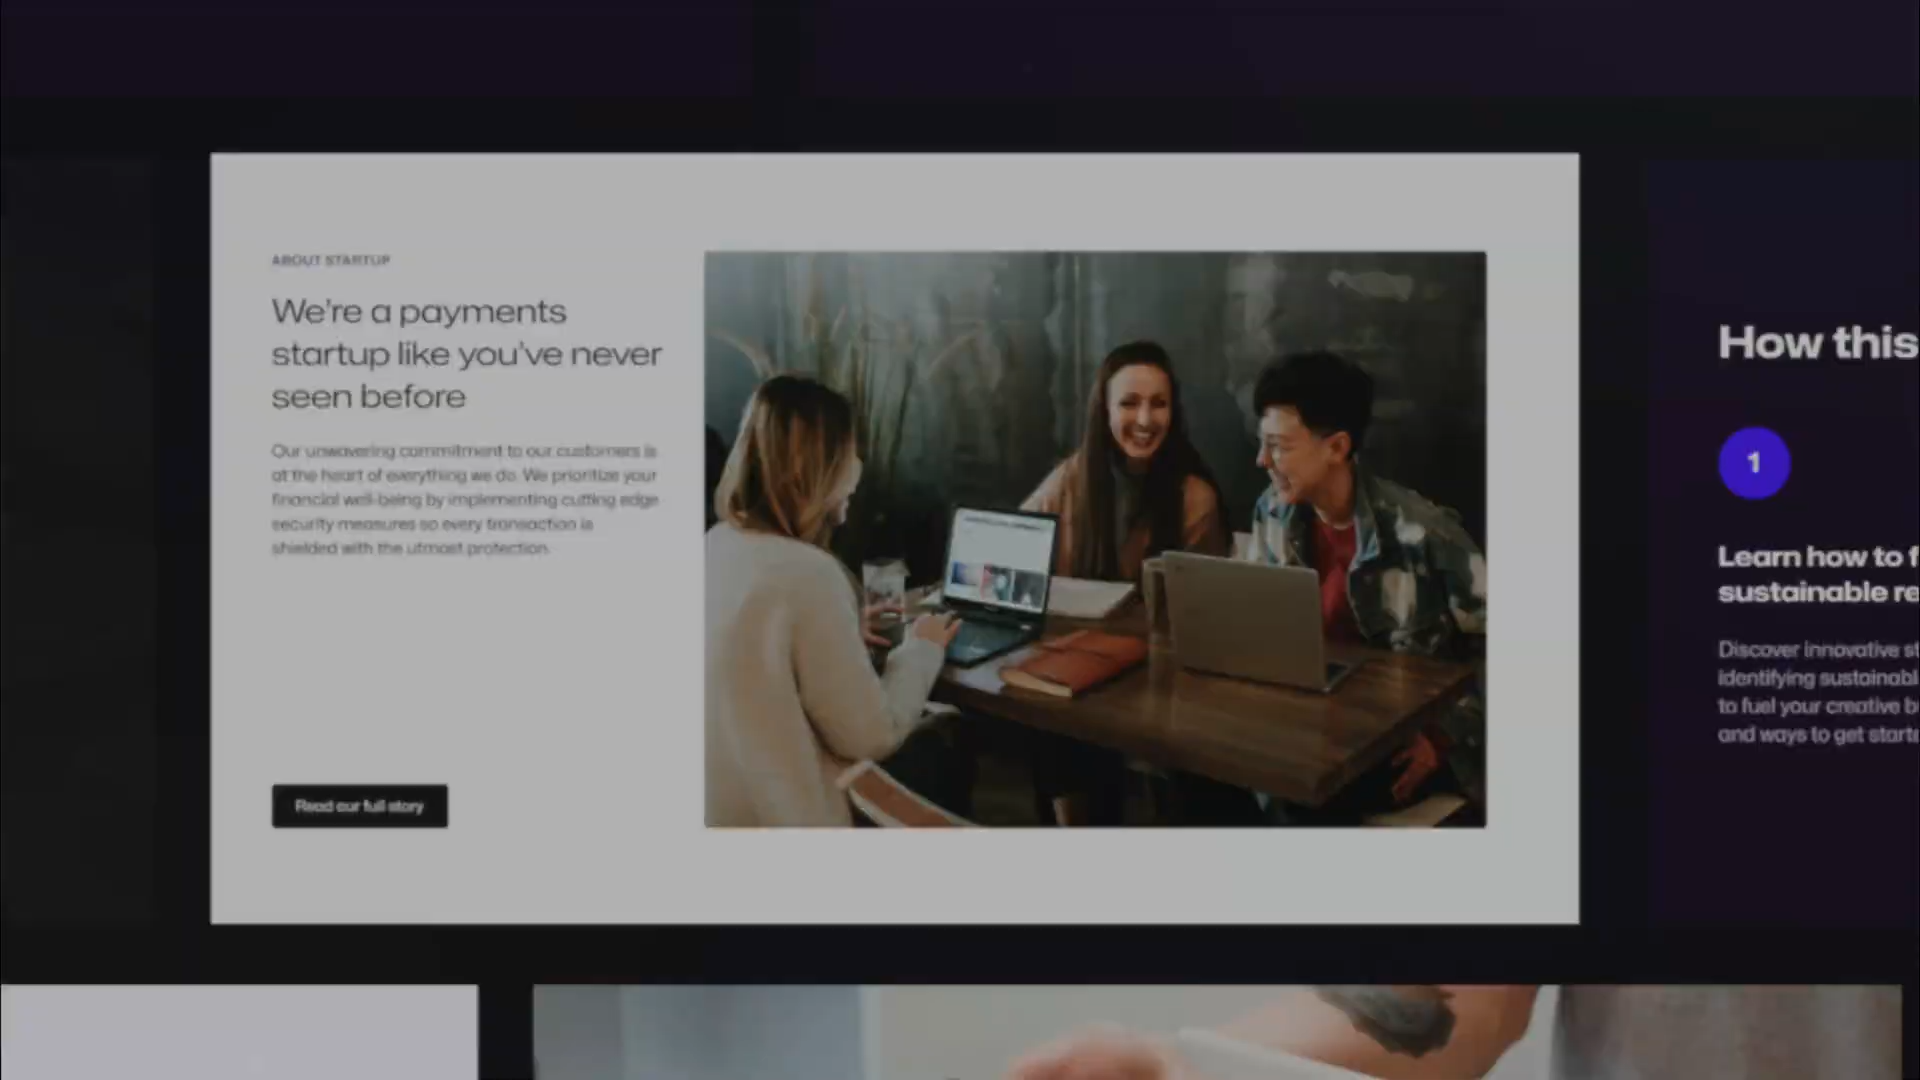 ABOUT STARTUP
We're a payments
startup like you've never
seen before
Our unwavering commitment to our customers is
at the heart of everything we do. We prioritize your
financial well-being by implementing cutting edge
security measures so every transaction is
shielded with the utmost protection.
Read our full story
How this
1
Learn how to f
sustainable re
Discover innovative st
identifying sustainabl
to fuel your creative b
and ways to get starte